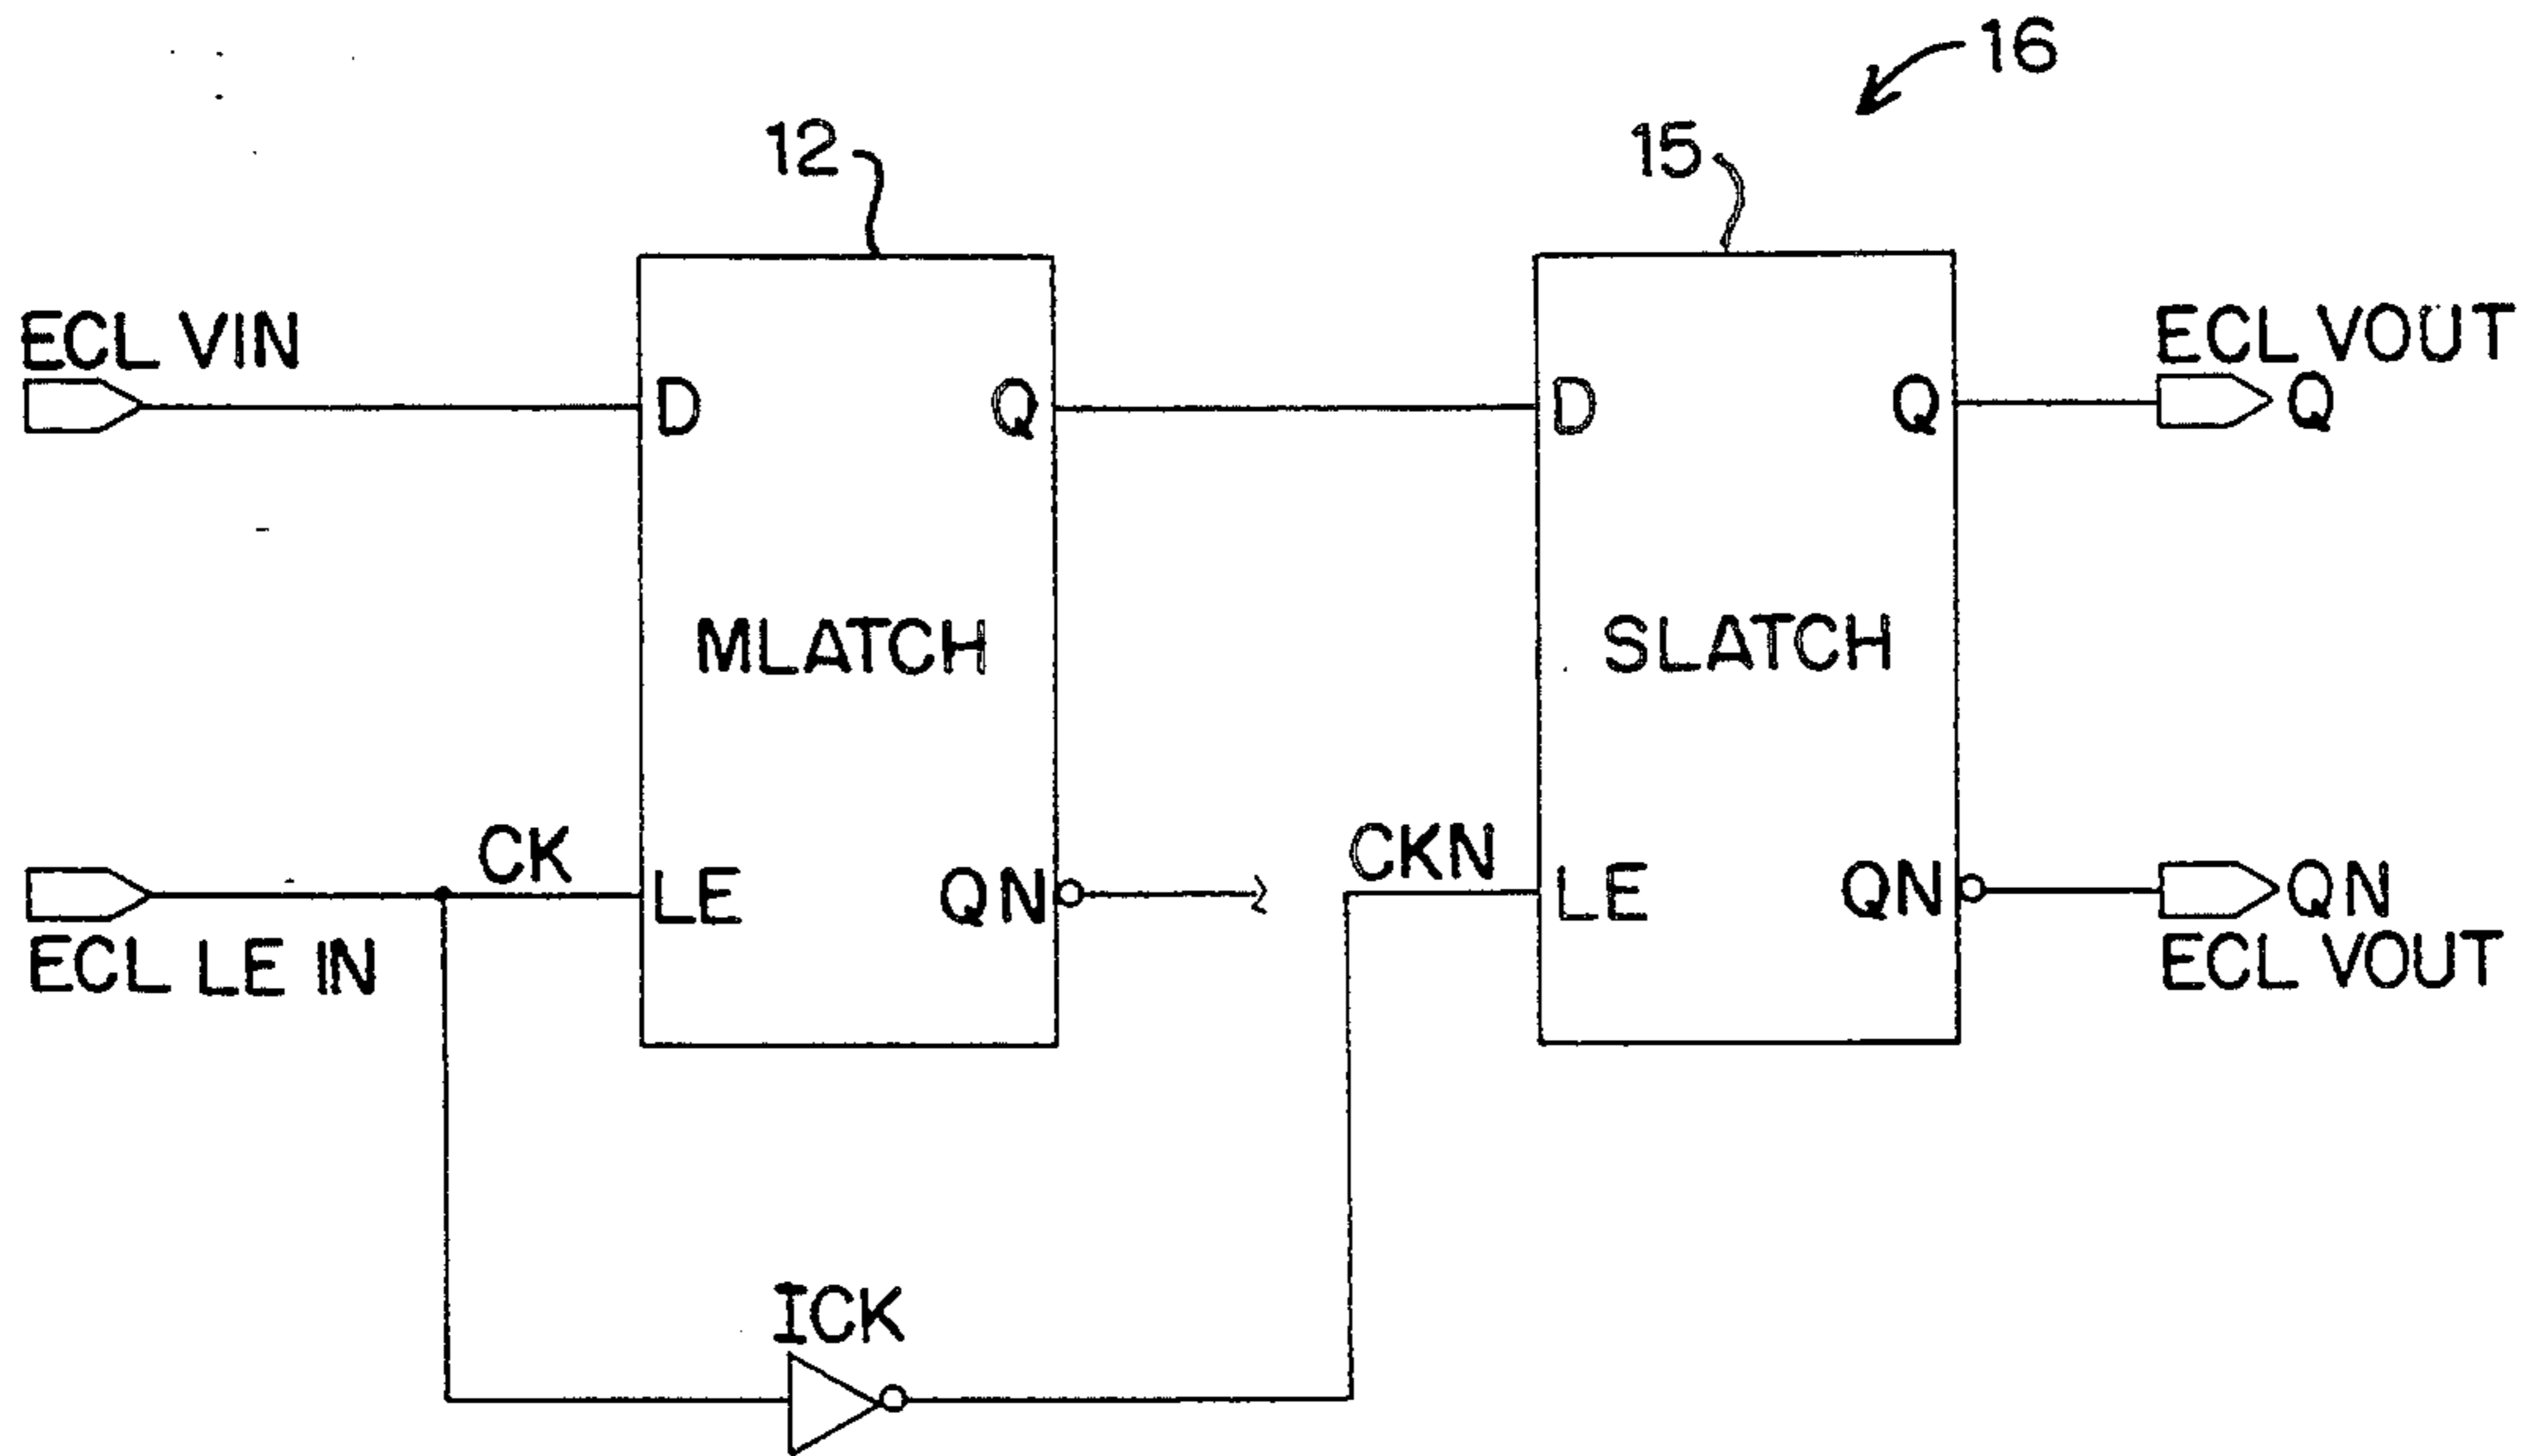 16
12
15
ECL VIN
ECL VOUT
D
Q
D
Q
Q
MLATCH
SLATCH
CK
CKN
LE
QN
LE
QN
QN
ECL LE IN
ECL VOUT
ICK